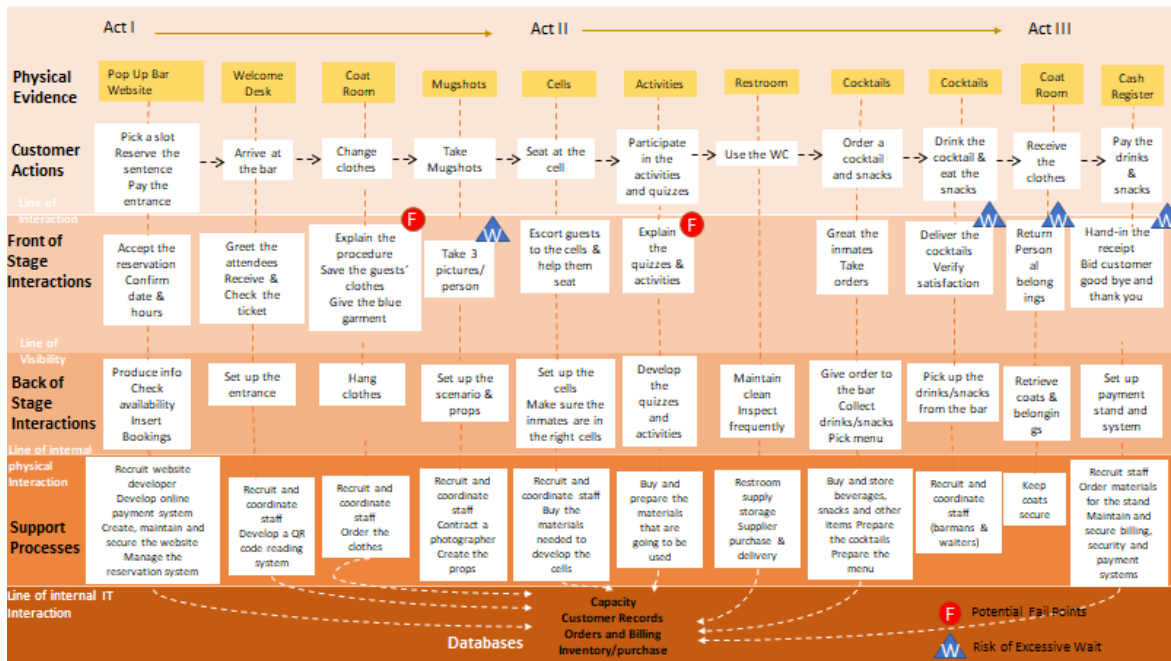 Act I
Act II
Act III
Physical
Evidence
Pop Up Bar
Website
Welcome
Desk
Coat
Room
Mugshots
Cells
Activities
Restroom
Cocktails
Cocktails
Coat
Room
Cash
Register
Customer
Actions
Pick a slot
Reserve the
sentence
Pay the
entrance
Arrive at
the bar
Change
clothes
Take
Mugshots
Seat at the
cell
Participate
in the
activities
and quizzes
Use the WC
Order a
cocktail
and snacks
Drink the
cocktail &
eat the
snacks
Receive
the
clothes
Pay the
drinks
&
snacks
Line of
Interaction
Front of
Stage
Interactions
Accept the
reservation
Confirm
date &
hours
Greet the
attendees
Receive &
Check the
ticket
F
Explain the
procedure
Save the guests'
clothes
Give the blue
garment
W
Take 3
pictures/
person
Escort guests
to the cells &
help them
seat
F
Explain
the
quizzes &
activities
Great the
inmates
Take
orders
W
Deliver the
cocktails
Verify
satisfaction
W
Return
Person
al
belong
ings
W
Hand-in the
receipt
Bid customer
good bye and
thank you
Line of
Visibility
Back of
Stage
Interactions
Produce info
Check
availability
Insert
Bookings
Set up the
entrance
Hang
clothes
Set up the
scenario &
props
Set up the
cells
Make sure the
inmates are in
the right cells
Develop
the
quizzes
and
activities
Maintain
clean
Inspect
frequently
Give order to
the bar
Collect
drinks/snacks
Pick menu
Pick up the
drinks/snacks
from the bar
Retrieve
coats &
belongin
gs
Set up
payment
stand and
system
Line of internal
physical
Interaction
Support
Processes
Recruit website
developer
Develop online
payment system
Create, maintain and
secure the website
Manage the
reservation system
Recruit and
coordinate
staff
Develop a QR
code reading
system
Recruit and
coordinate
staff
Order the
clothes
Recruit and
coordinate
staff
Contract a
photographer
Create the
props
Recruit and
coordinate staff
Buy the
materials
needed to
develop the
cells
Buy and
prepare the
materials
that are
going to be
used
Restroom
supply
storage
Supplier
purchase &
delivery
Buy and store
beverages,
snacks and other
items Prepare
the cocktails
Prepare the
menu
Recruit and
coordinate
staff
(barmans &
waiters)
Keep
coats
secure
Recruit staff
Order materials
for the stand
Maintain and
secure billing,
security and
payment
systems
Line of internal IT
Interaction
Databases
Capacity
Customer Records
Orders and Billing
Inventory/purchase
F Potential Fail Points
W Risk of Excessive Wait